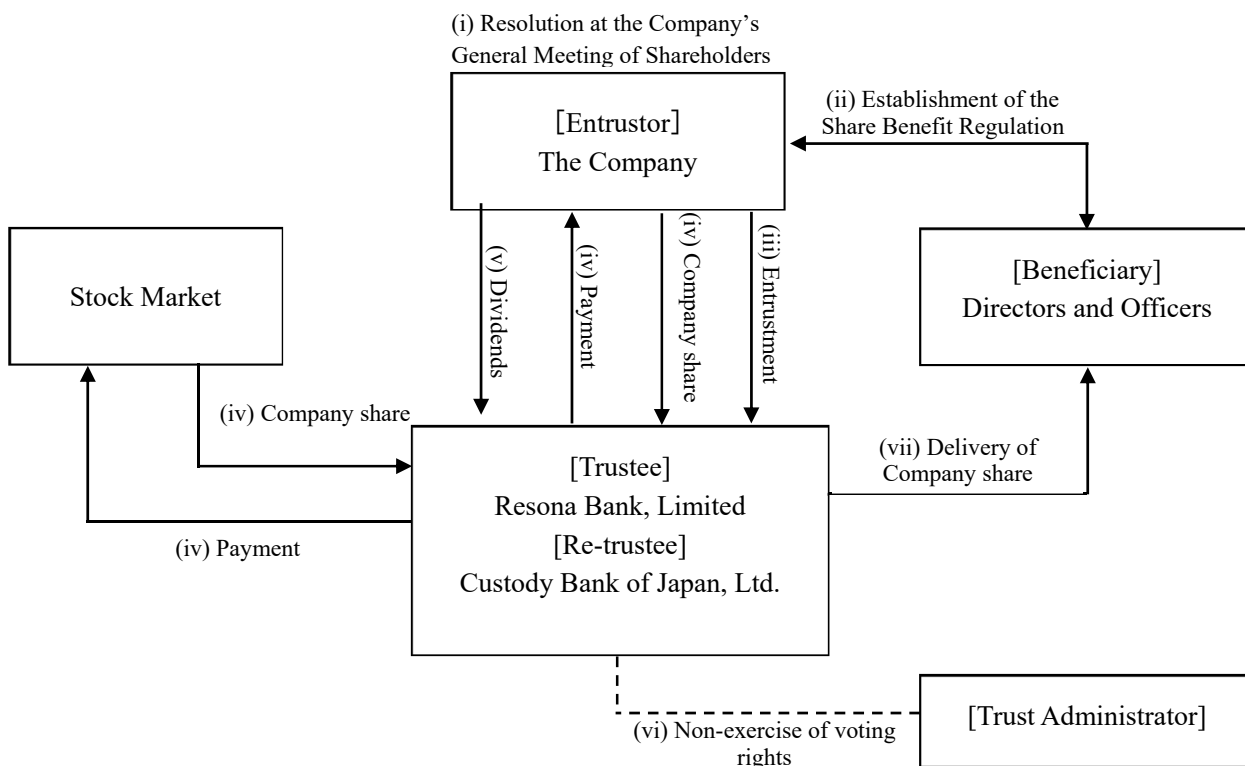 (i) Resolution at the Company’s
General Meeting of Shareholders
[Entrustor]
The Company
(ii) Establishment of the
Share Benefit Regulation
Stock Market
[Beneficiary]
Directors and Officers
(v) Dividends
(iv) Payment
(iv) Company
share
(iii) Entrustment
(iv) Company share
(iv) Payment
[Trustee]
Resona Bank, Limited
[Re-trustee]
Custody Bank of Japan, Ltd.
(vii) Delivery of
Company share
(vi) Non-exercise of voting
rights
[Trust Administrator]